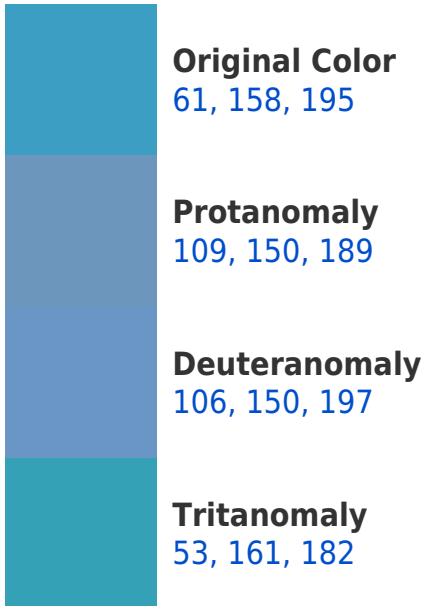 Original Color
61, 158, 195
Protanomaly
109, 150, 189
Deuteranomaly
106, 150, 197
Tritanomaly
53, 161, 182